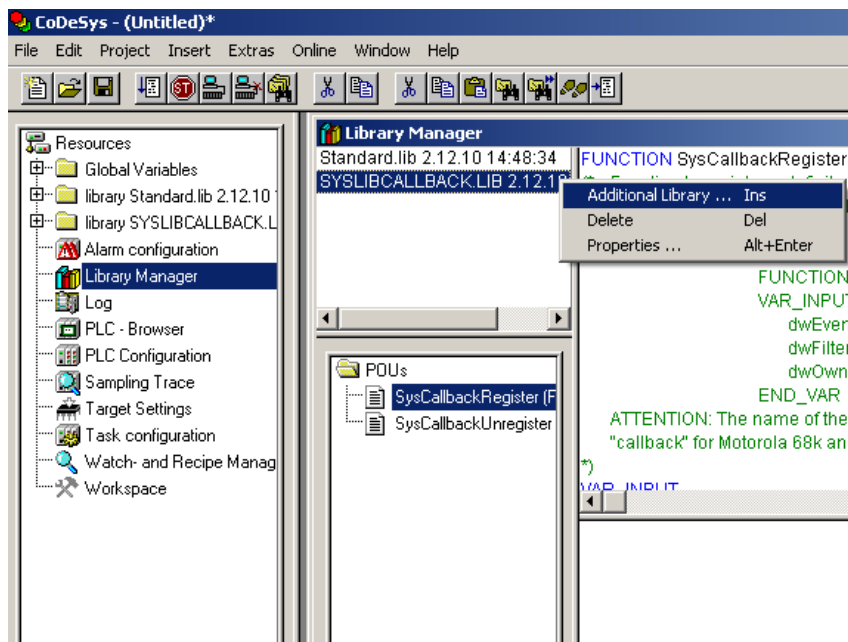 CoDeSys - (Untitled)*
File Edit Project Insert Extras Online Window Help
Resources
Global Variables
library Standard.lib 2.12.10
library SYSLIBCALLBACK.L
Alarm configuration
Library Manager
Log
PLC - Browser
PLC Configuration
Sampling Trace
Target Settings
Task configuration
Watch- and Recipe Manag
Workspace
Library Manager
Standard.lib 2.12.10 14:48:34
SYSLIBCALLBACK.LIB 2.12.10
POUs
SysCallbackRegister (F
SysCallbackUnregister
FUNCTION SysCallbackRegister
Additional Library ... Ins
Delete Del
Properties ... Alt+Enter
FUNCTION
VAR_INPUT
dwEven
dwFilter
dwOwn
END_VAR
ATTENTION: The name of the
"callback" for Motorola 68k an
*)
VAR_INPUT